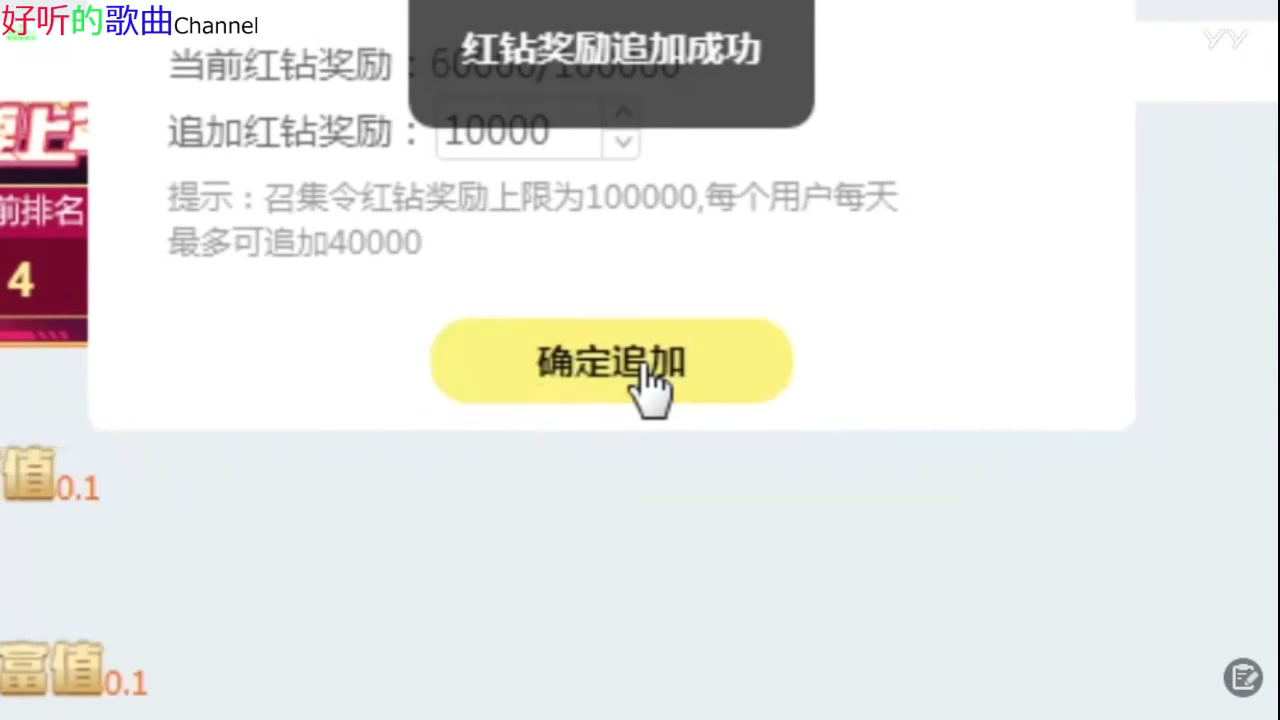 好听的歌曲Channel
YY
红钻奖励追加成功
当前红钻奖励：60000/100000
追加红钻奖励：10000
提示：召集令红钻奖励上限为100000,每个用户每天
最多可追加40000
前排名
4
确定追加
值0.1
富值0.1